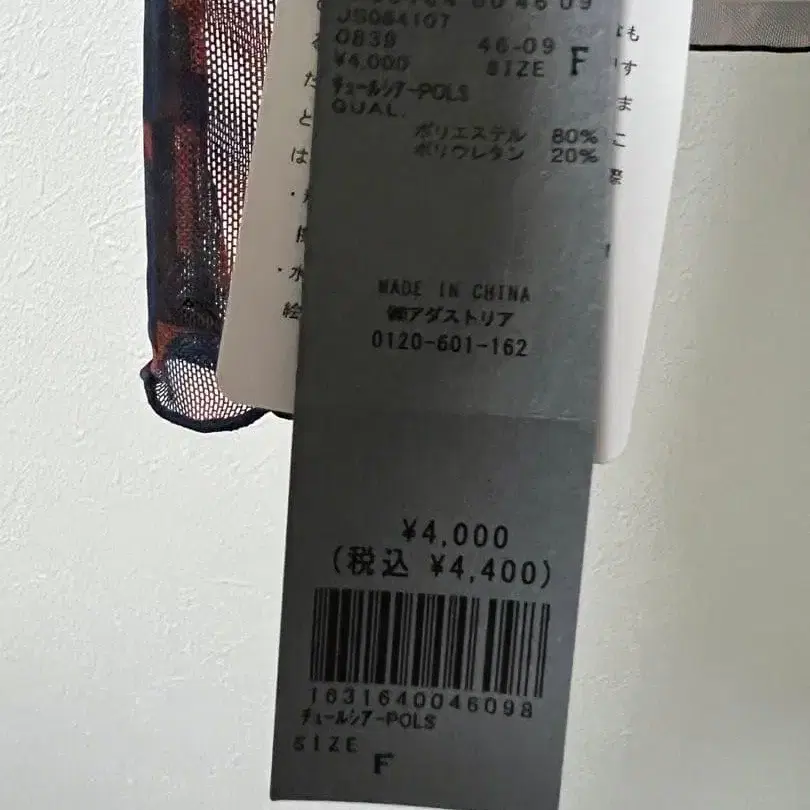 JS084107
0839 46-09
¥4,000 SIZE F
ﾁｭｰﾙｼｱｰPOLS
QUAL.
ポリエステル 80%
ポリウレタン 20%
MADE IN CHINA
㈱アダストリア
0120-601-162
¥4,000
(税込 ¥4,400)
1631640046098
ﾁｭｰﾙｼｱｰPOLS
SIZE
F